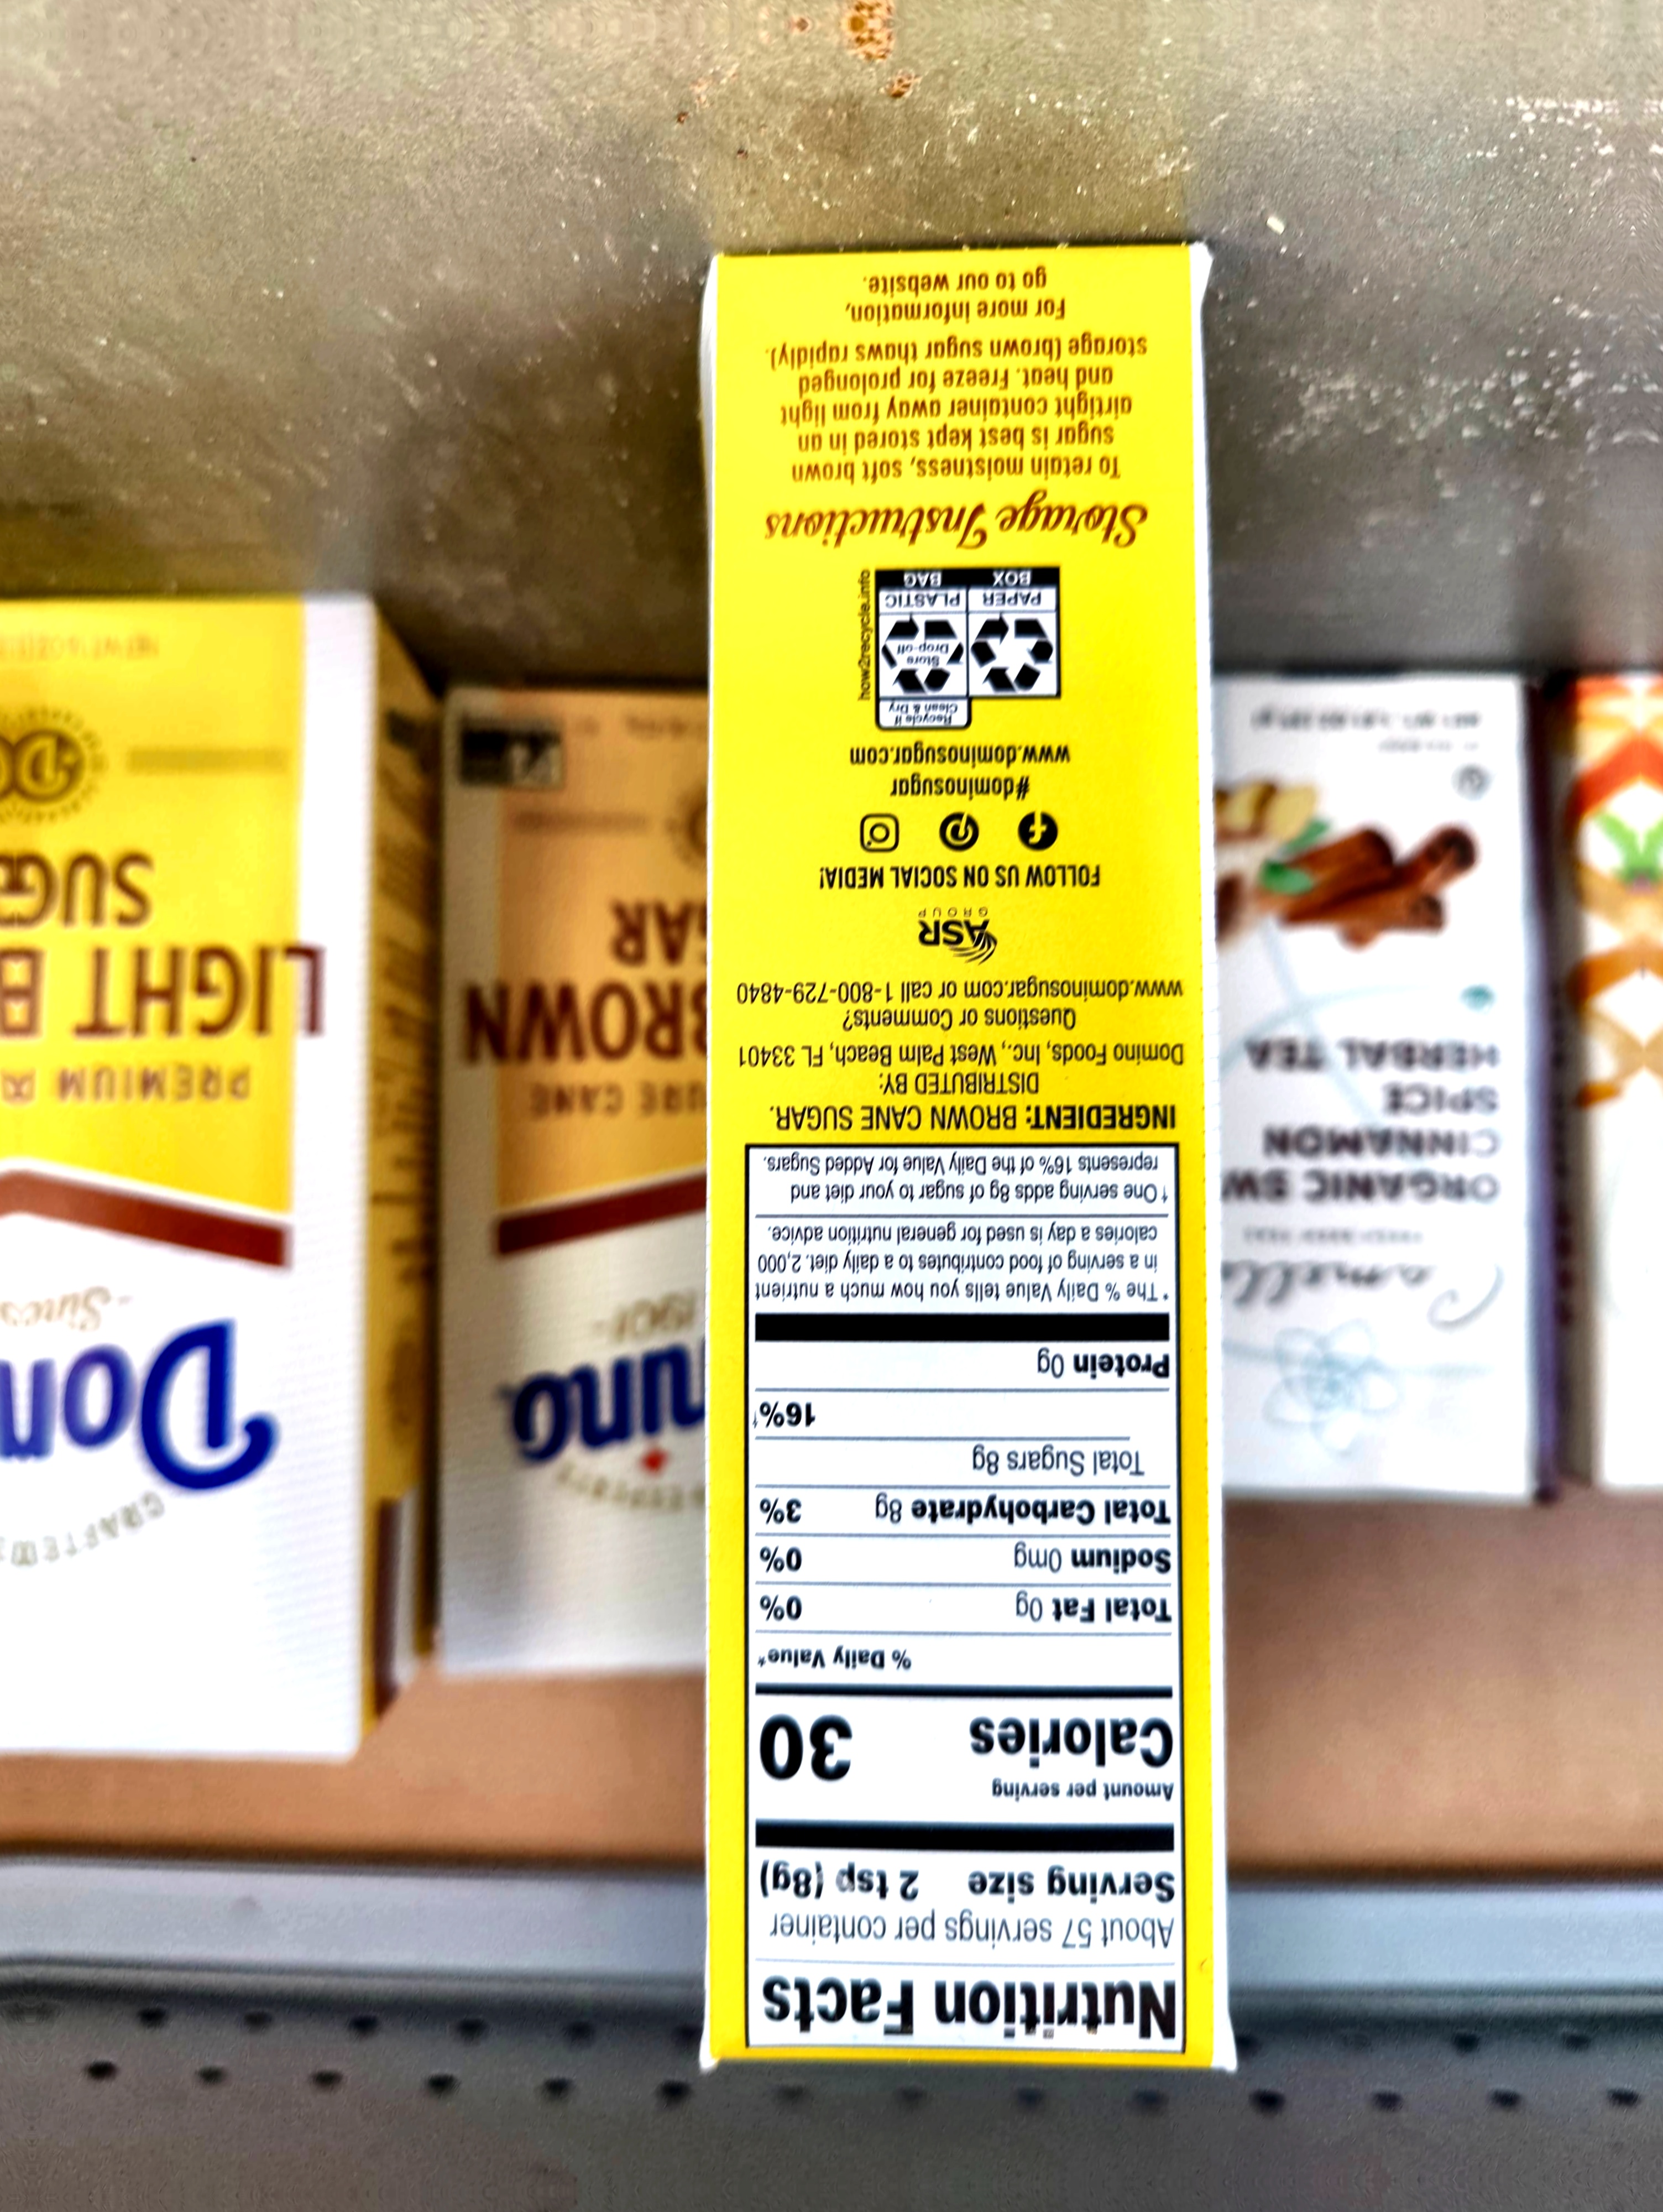 Nutrition Facts
About 57 servings per container
Serving size 2 tsp (8g)
Amount per serving
Calories 30
% Daily Value*
Total Fat 0g 0%
Sodium 0mg 0%
Total Carbohydrate 8g 3%
Total Sugars 8g
16%†
Protein 0g
* The % Daily Value tells you how much a nutrient
in a serving of food contributes to a daily diet. 2,000
calories a day is used for general nutrition advice.
† One serving adds 8g of sugar to your diet and
represents 16% of the Daily Value for Added Sugars.
INGREDIENT: BROWN CANE SUGAR.
DISTRIBUTED BY:
Domino Foods, Inc., West Palm Beach, FL 33401
Questions or Comments?
www.dominosugar.com or call 1-800-729-4840
ASR
GROUP
FOLLOW US ON SOCIAL MEDIA!
#dominosugar
www.dominosugar.com
Recycle if
Clean & Dry
Store
Drop-off
PAPER
BOX
PLASTIC
BAG
how2recycle.info
Storage Instructions
To retain moistness, soft brown
sugar is best kept stored in an
airtight container away from light
and heat. Freeze for prolonged
storage (brown sugar thaws rapidly).
For more information,
go to our website.
ORGANIC SW
CINNAMON
SPICE
HERBAL TEA
mino
1901
URE CANE
BROWN
GAR
CRAFTED
Dom
Since
PREMIUM
LIGHT B
SUG